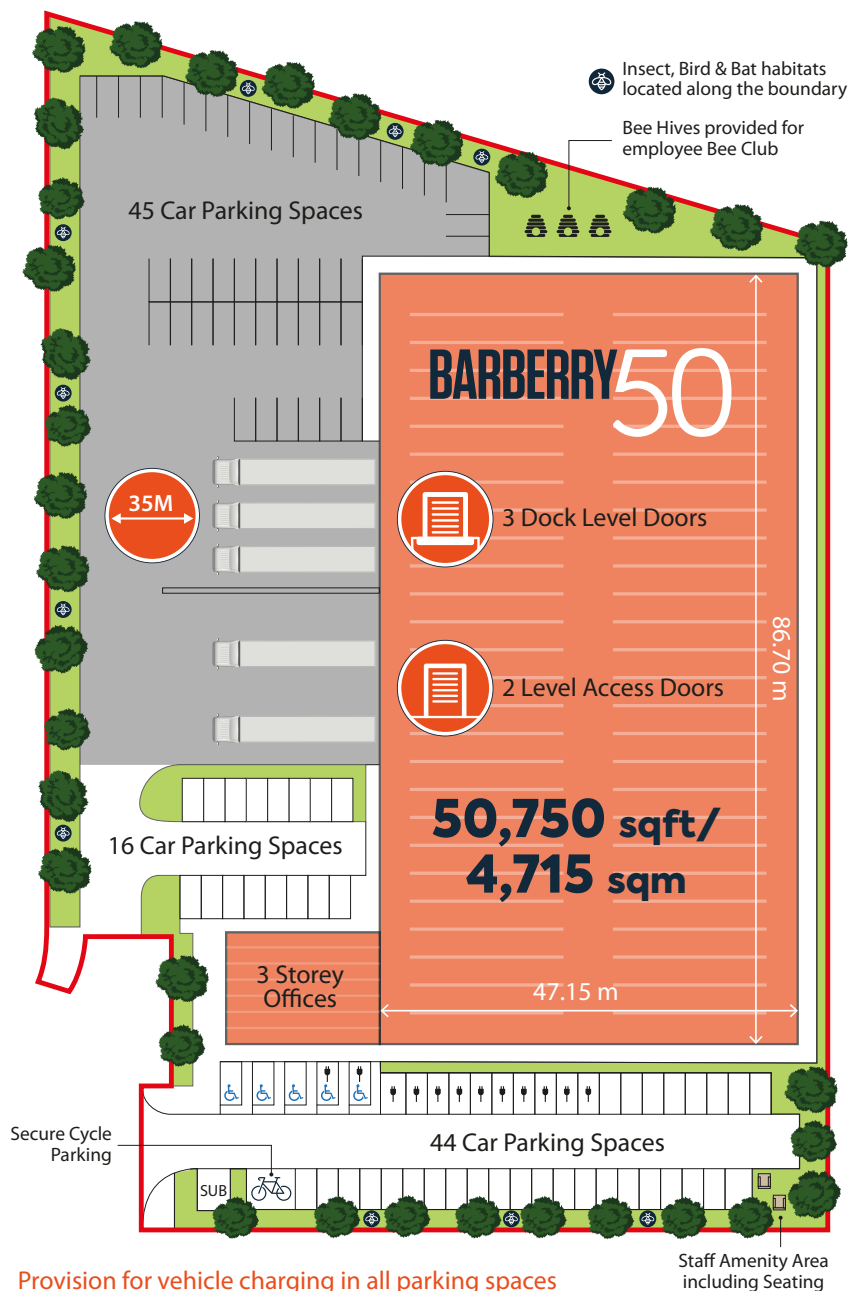 Insect, Bird & Bat habitats
located along the boundary
Bee Hives provided for
employee Bee Club
45 Car Parking Spaces
BARBERRY 50
35M
3 Dock Level Doors
86.70 m
2 Level Access Doors
50,750 sqft/
4,715 sqm
16 Car Parking Spaces
3 Storey
Offices
47.15 m
Secure Cycle
Parking
44 Car Parking Spaces
SUB
Staff Amenity Area
including Seating
Provision for vehicle charging in all parking spaces